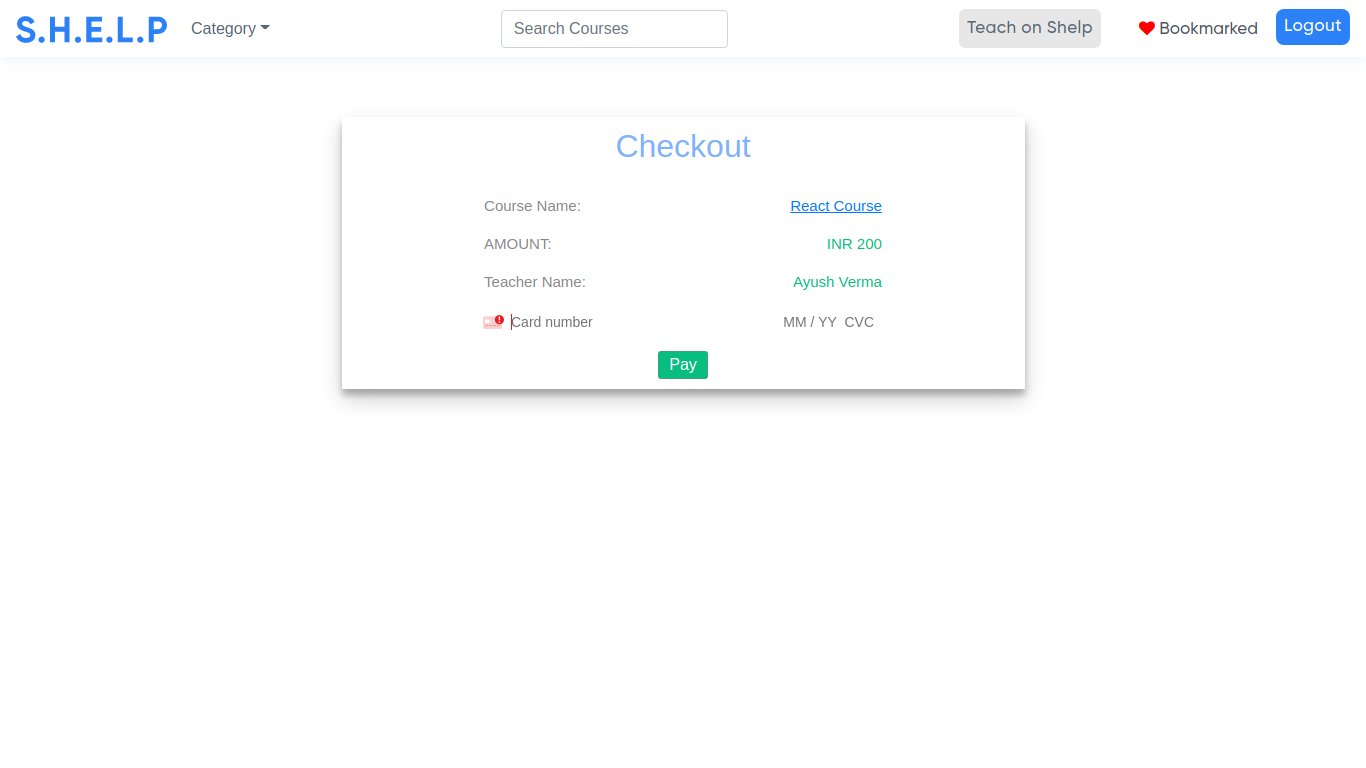 S.H.E.L.P Category Search Courses Teach on Shelp Bookmarked Logout
Checkout
Course Name: React Course
AMOUNT: INR 200
Teacher Name: Ayush Verma
Card number MM / YY CVC
Pay